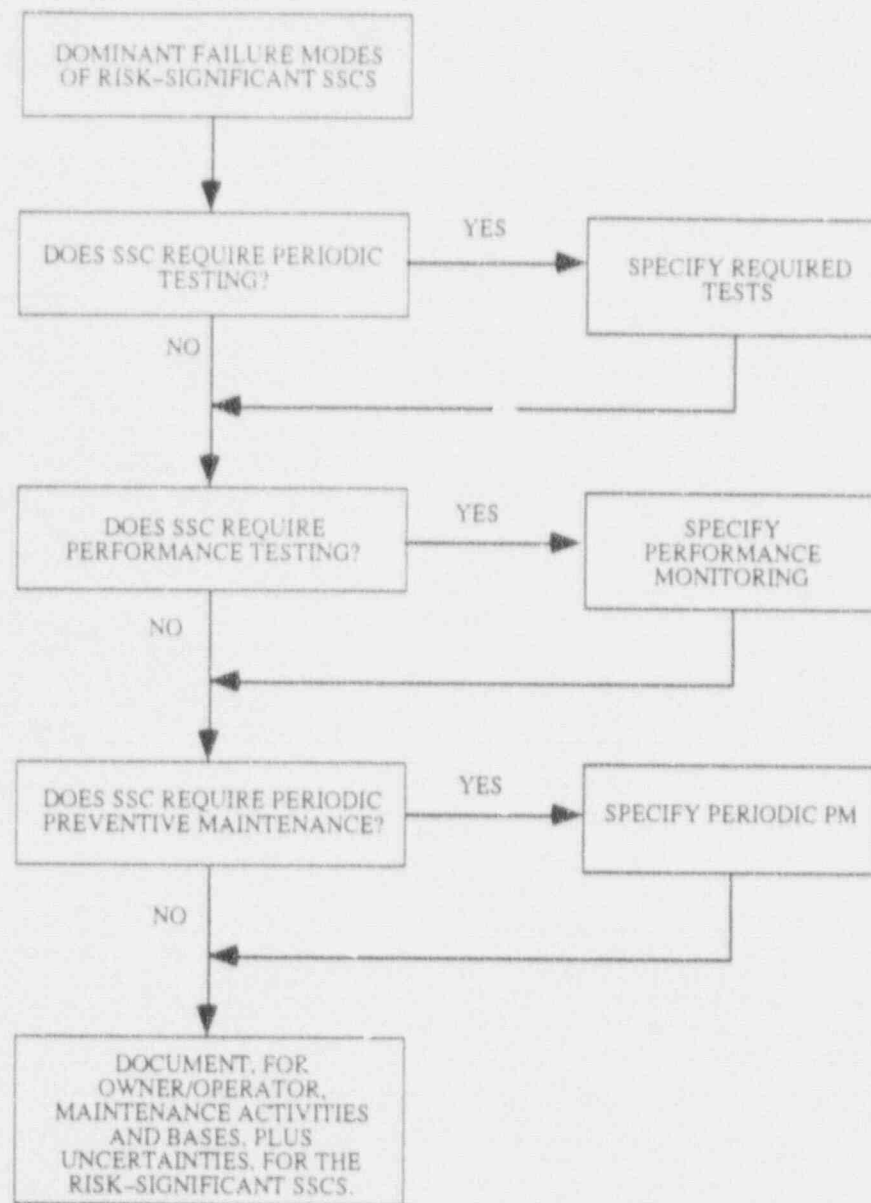 DOMINANT FAILURE MODES
OF RISK-SIGNIFICANT SSCS
DOES SSC REQUIRE PERIODIC
TESTING?
YES
SPECIFY REQUIRED
TESTS
NO
DOES SSC REQUIRE
PERFORMANCE TESTING?
YES
SPECIFY
PERFORMANCE
MONITORING
NO
DOES SSC REQUIRE PERIODIC
PREVENTIVE MAINTENANCE?
YES
SPECIFY PERIODIC PM
NO
DOCUMENT, FOR
OWNER/OPERATOR,
MAINTENANCE ACTIVITIES
AND BASES, PLUS
UNCERTAINTIES, FOR THE
RISK-SIGNIFICANT SSCS.